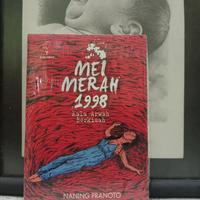 MEI
MERAH
1998
Kala Arwah
Berkisah
NANING PRANOTO